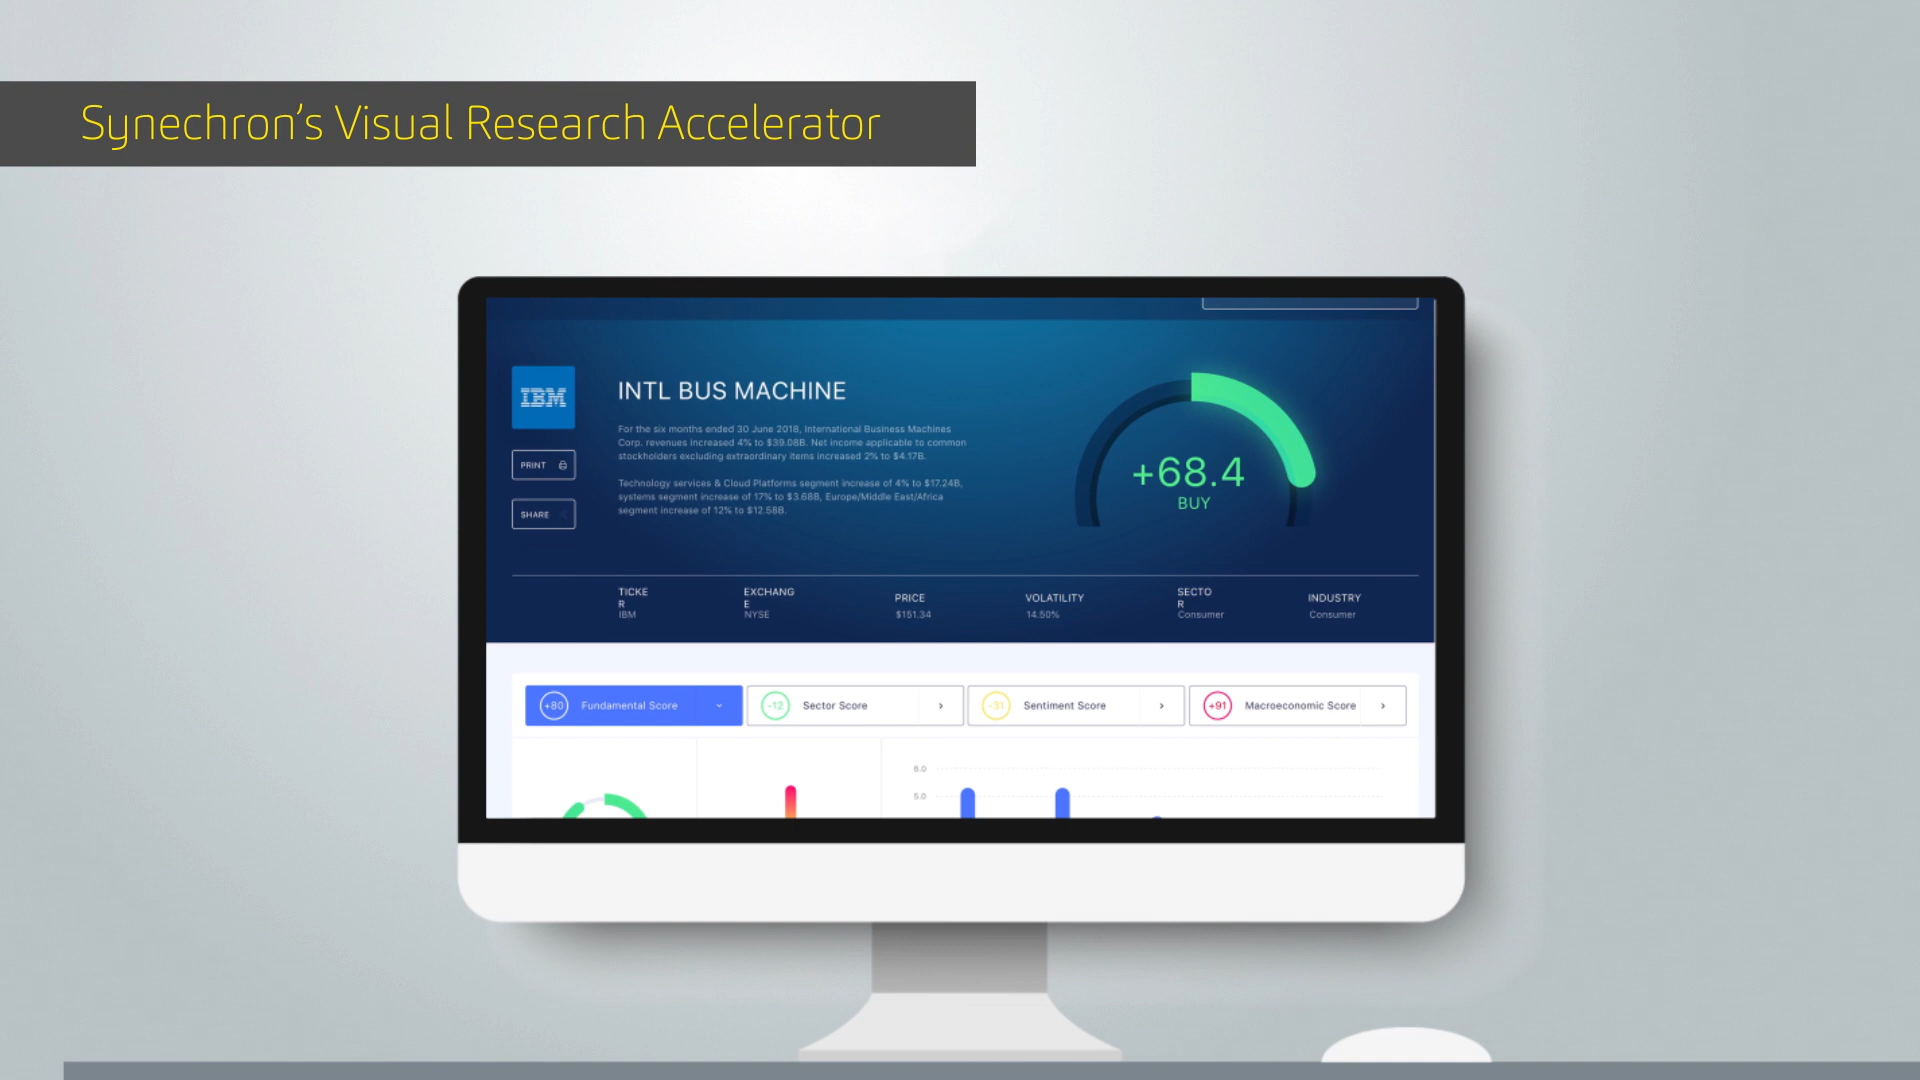 Synechron’s Visual Research Accelerator
IBM
INTL BUS MACHINE
For the six months ended 30 June 2018, International Business Machines
Corp. revenues increased 4% to $39.08B. Net income applicable to common
stockholders excluding extraordinary items increased 2% to $4.17B.
Technology services & Cloud Platforms segment increase of 4% to $17.24B,
systems segment increase of 17% to $3.68B, Europe/Middle East/Africa
segment increase of 12% to $12.58B.
PRINT
SHARE
+68.4
BUY
TICKE
R
IBM
EXCHANG
E
NYSE
PRICE
$151.34
VOLATILITY
14.50%
SECTO
R
Consumer
INDUSTRY
Consumer
+80 Fundamental Score
-12 Sector Score
-31 Sentiment Score
+91 Macroeconomic Score
6.0
5.0